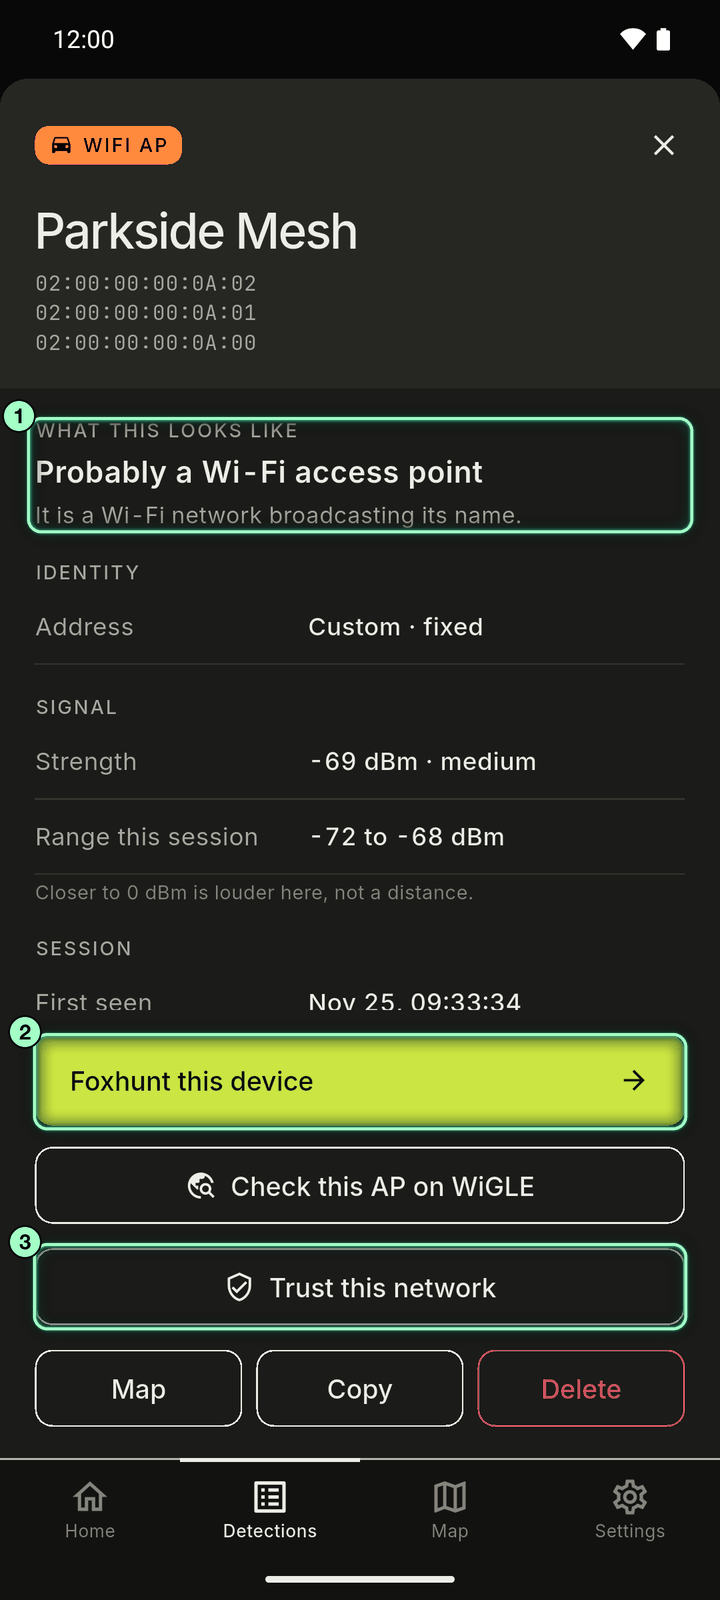 12:00
WIFI AP
Parkside Mesh
02:00:00:00:0A:02
02:00:00:00:0A:01
02:00:00:00:0A:00
1
WHAT THIS LOOKS LIKE
Probably a Wi-Fi access point
It is a Wi-Fi network broadcasting its name.
IDENTITY
Address Custom · fixed
SIGNAL
Strength -69 dBm · medium
Range this session -72 to -68 dBm
Closer to 0 dBm is louder here, not a distance.
SESSION
First seen Nov 25, 09:33:34
2
Foxhunt this device
Check this AP on WiGLE
3
Trust this network
Map Copy Delete
Home Detections Map Settings